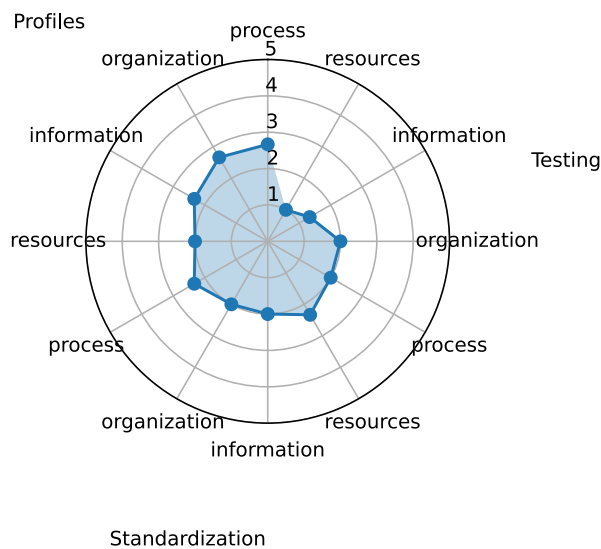 Profiles
process
5
organization
resources
4
3
information
information
2
Testing
1
resources
organization
process
process
organization
resources
information
Standardization